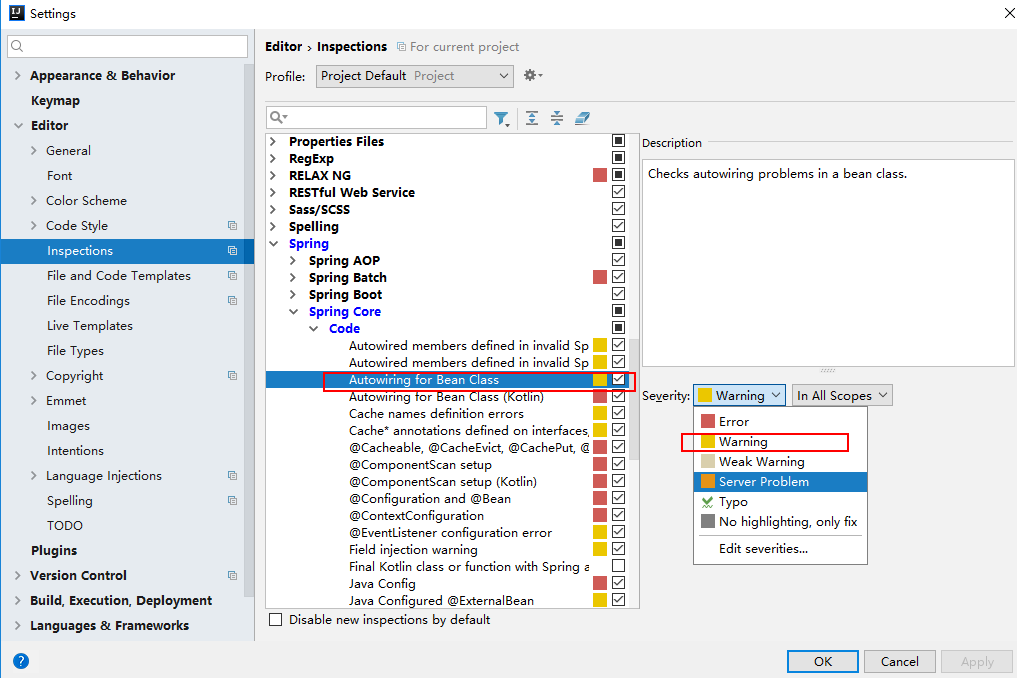 Settings
Editor › Inspections For current project
Profile: Project Default Project
Appearance & Behavior
Keymap
Editor
General
Font
Color Scheme
Code Style
Inspections
File and Code Templates
File Encodings
Live Templates
File Types
Copyright
Emmet
Images
Intentions
Language Injections
Spelling
TODO
Plugins
Version Control
Build, Execution, Deployment
Languages & Frameworks
Properties Files
RegExp
RELAX NG
RESTful Web Service
Sass/SCSS
Spelling
Spring
Spring AOP
Spring Batch
Spring Boot
Spring Core
Code
Autowired members defined in invalid Sp
Autowired members defined in invalid Sp
Autowiring for Bean Class
Autowiring for Bean Class (Kotlin)
Cache names definition errors
Cache* annotations defined on interfaces,
@Cacheable, @CacheEvict, @CachePut, @
@ComponentScan setup
@ComponentScan setup (Kotlin)
@Configuration and @Bean
@ContextConfiguration
@EventListener configuration error
Field injection warning
Final Kotlin class or function with Spring a
Java Config
Java Configured @ExternalBean
Disable new inspections by default
Description
Checks autowiring problems in a bean class.
Severity: Warning In All Scopes
Error
Warning
Weak Warning
Server Problem
Typo
No highlighting, only fix
Edit severities...
? OK Cancel Apply